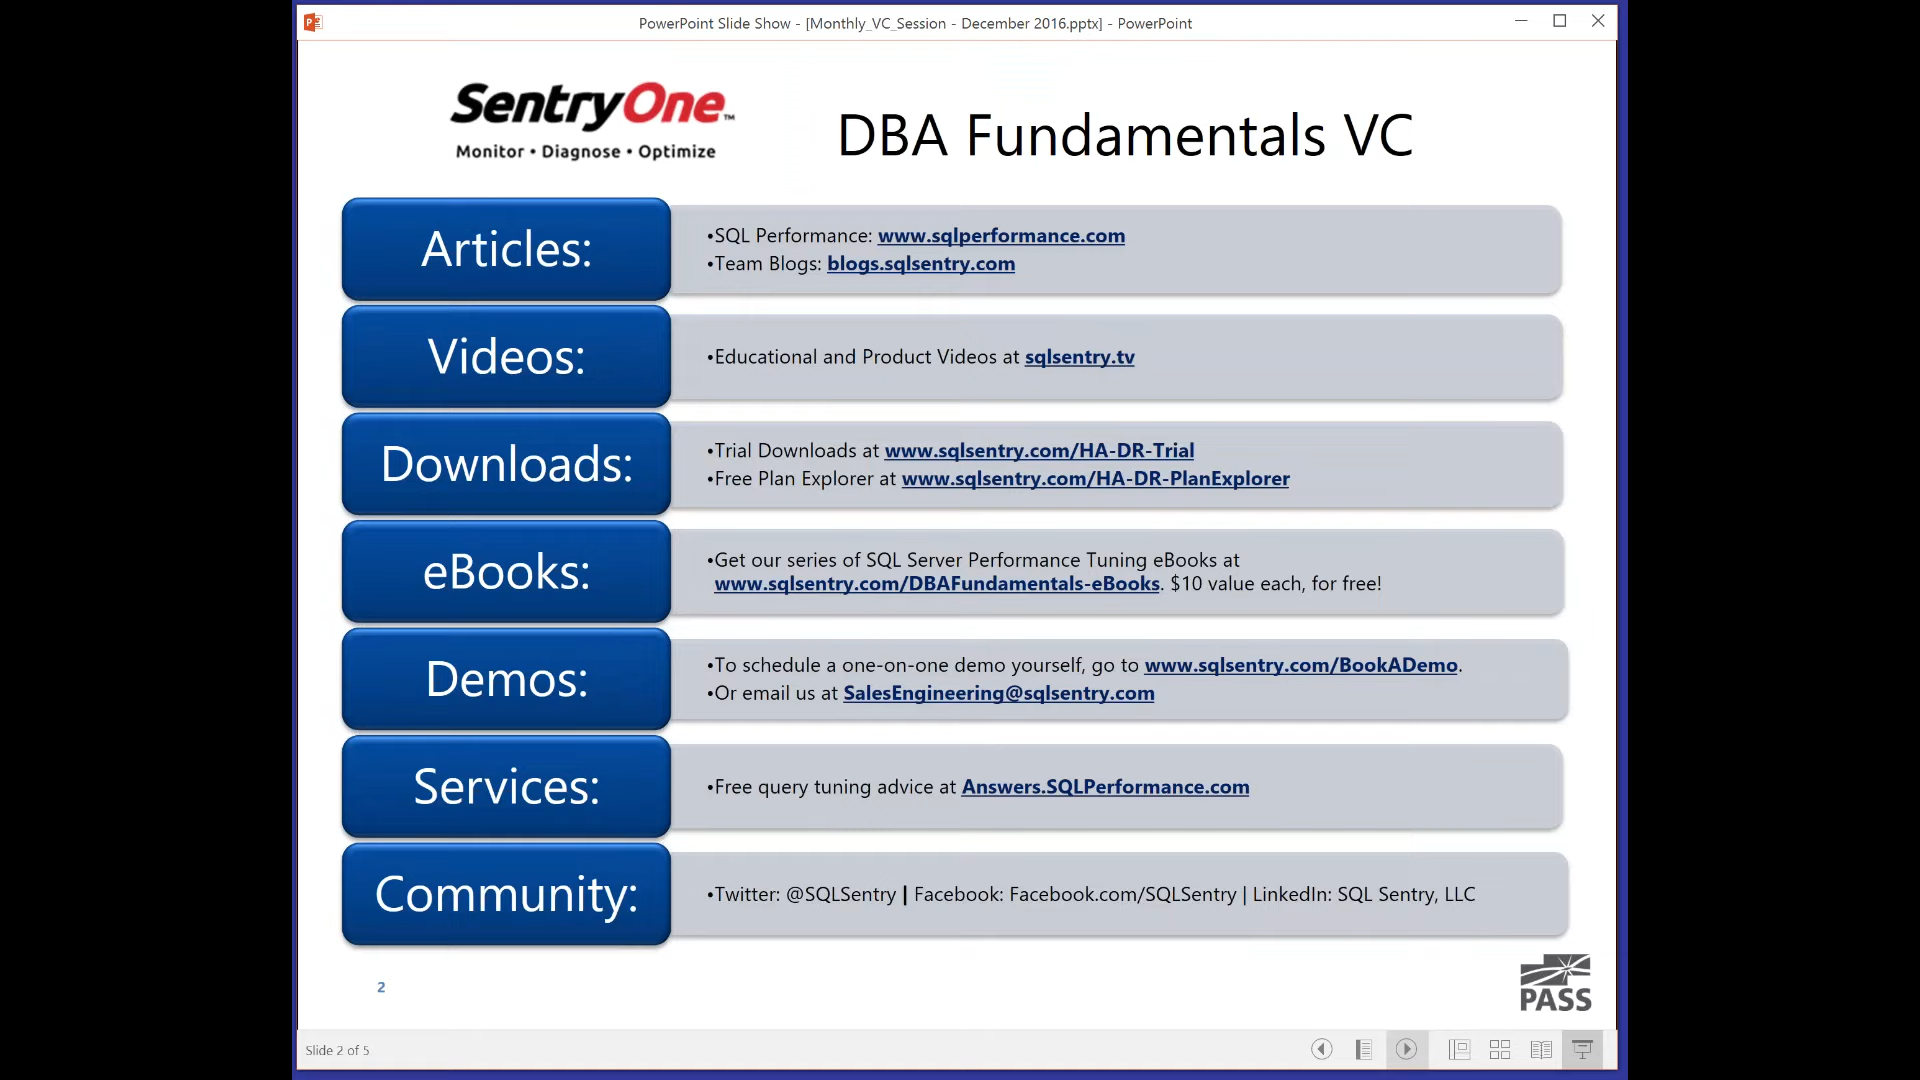 PowerPoint Slide Show - [Monthly_VC_Session - December 2016.pptx] - PowerPoint
SentryOne™
Monitor • Diagnose • Optimize
DBA Fundamentals VC
Articles:
•SQL Performance: www.sqlperformance.com
•Team Blogs: blogs.sqlsentry.com
Videos:
•Educational and Product Videos at sqlsentry.tv
Downloads:
•Trial Downloads at www.sqlsentry.com/HA-DR-Trial
•Free Plan Explorer at www.sqlsentry.com/HA-DR-PlanExplorer
eBooks:
•Get our series of SQL Server Performance Tuning eBooks at
www.sqlsentry.com/DBAFundamentals-eBooks. $10 value each, for free!
Demos:
•To schedule a one-on-one demo yourself, go to www.sqlsentry.com/BookADemo.
•Or email us at SalesEngineering@sqlsentry.com
Services:
•Free query tuning advice at Answers.SQLPerformance.com
Community:
•Twitter: @SQLSentry | Facebook: Facebook.com/SQLSentry | LinkedIn: SQL Sentry, LLC
2
PASS
Slide 2 of 5